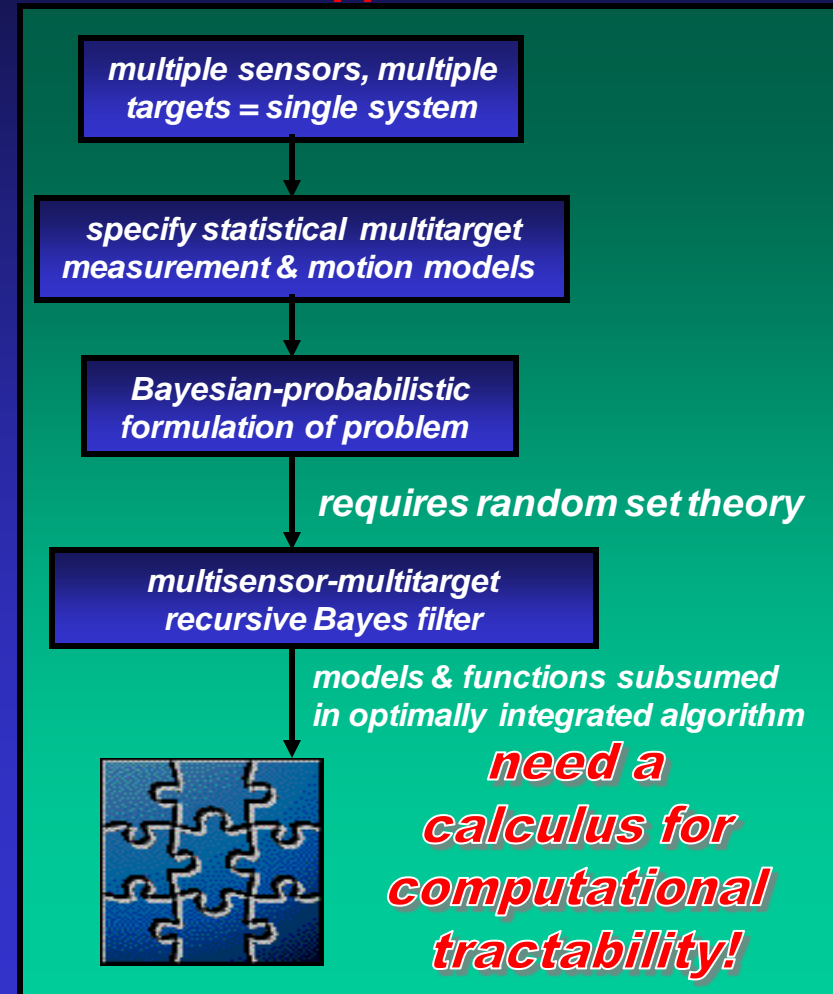 multiple sensors, multiple
targets = single system
specify statistical multitarget
measurement & motion models
Bayesian-probabilistic
formulation of problem
requires random set theory
multisensor-multitarget
recursive Bayes filter
models & functions subsumed
in optimally integrated algorithm
need a
calculus for
computational
tractability!